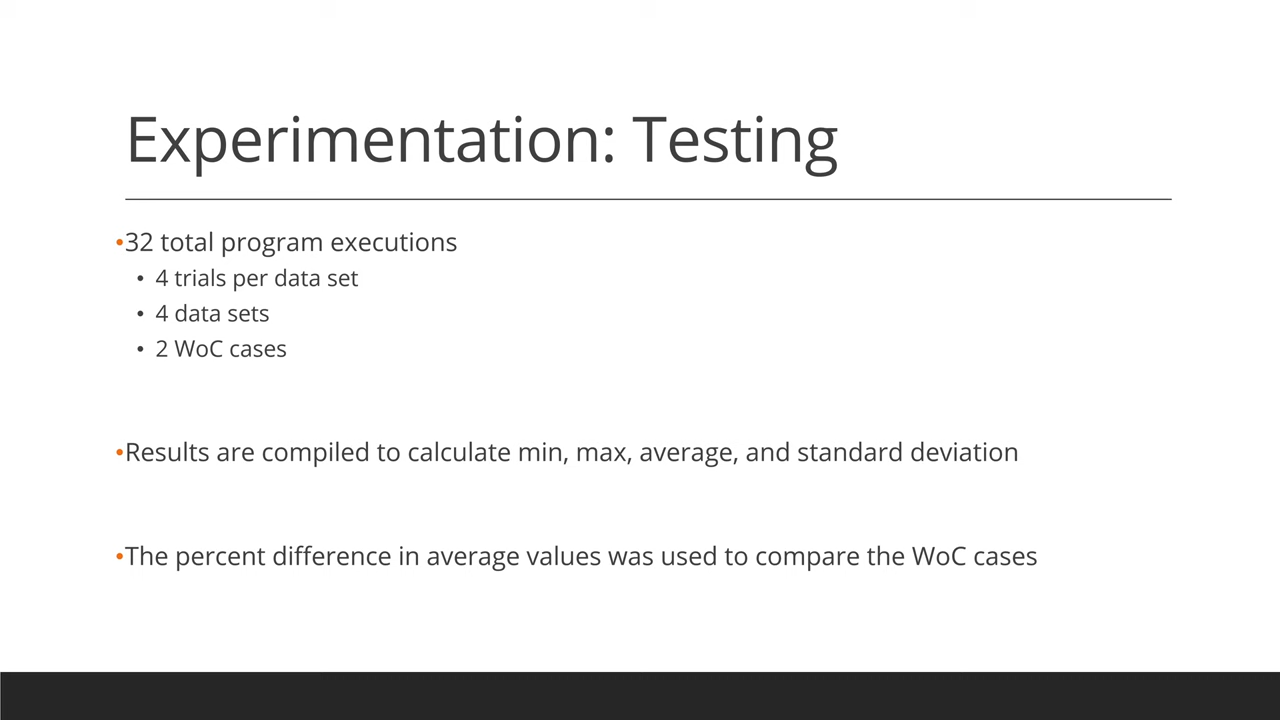 Experimentation: Testing
•32 total program executions
• 4 trials per data set
• 4 data sets
• 2 WoC cases
•Results are compiled to calculate min, max, average, and standard deviation
•The percent difference in average values was used to compare the WoC cases